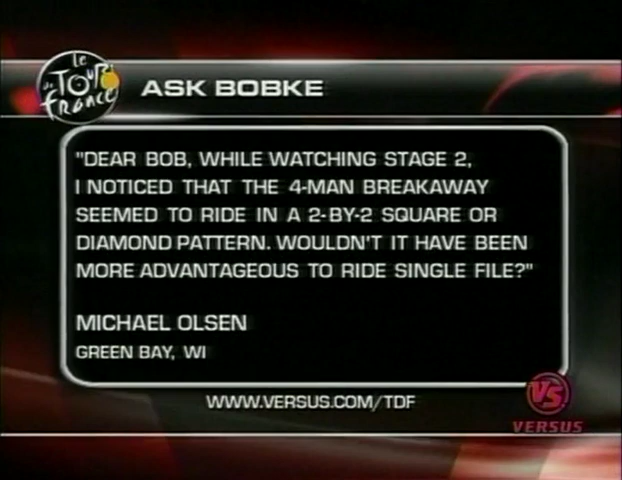 le
TOUR
de
FRANCE
ASK BOBKE
"DEAR BOB, WHILE WATCHING STAGE 2,
I NOTICED THAT THE 4-MAN BREAKAWAY
SEEMED TO RIDE IN A 2-BY-2 SQUARE OR
DIAMOND PATTERN. WOULDN'T IT HAVE BEEN
MORE ADVANTAGEOUS TO RIDE SINGLE FILE?"
MICHAEL OLSEN
GREEN BAY, WI
WWW.VERSUS.COM/TDF
VS.
VERSUS